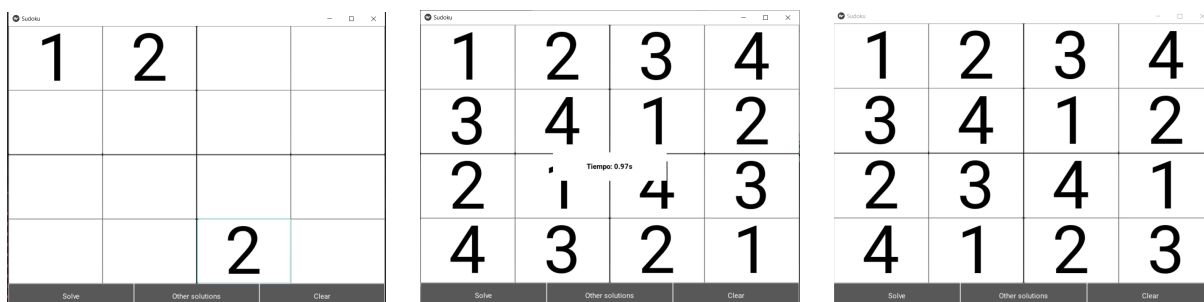 Sudoku
1 2
2
Solve Other solutions Clear
Sudoku
1 2 3 4
3 4 1 2
Tiempo: 0.97s
2 1 4 3
4 3 2 1
Solve Other solutions Clear
Sudoku
1 2 3 4
3 4 1 2
2 3 4 1
4 1 2 3
Solve Other solutions Clear